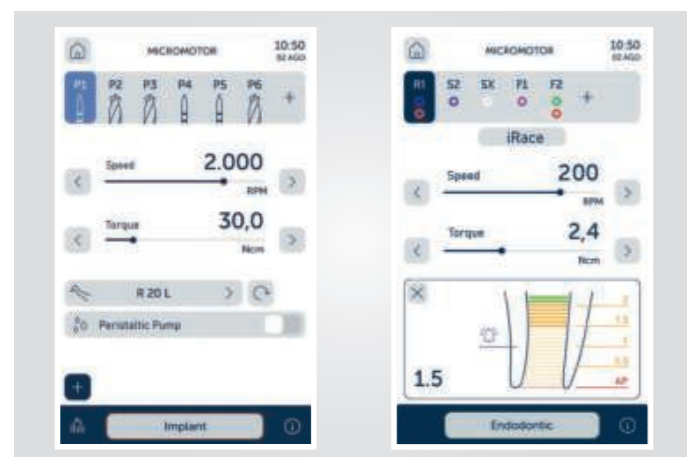 MICROMOTOR
10:50
02 AGO
P1 P2 P3 P4 P5 P6 +
Speed
2.000
RPM
Torque
30,0
Ncm
R 20 L
Peristaltic Pump
+
Implant
MICROMOTOR
10:50
02 AGO
R1 S2 SX F1 F2 +
iRace
Speed
200
RPM
Torque
2,4
Ncm
2
1.5
1
0.5
AP
1.5
Endodontic